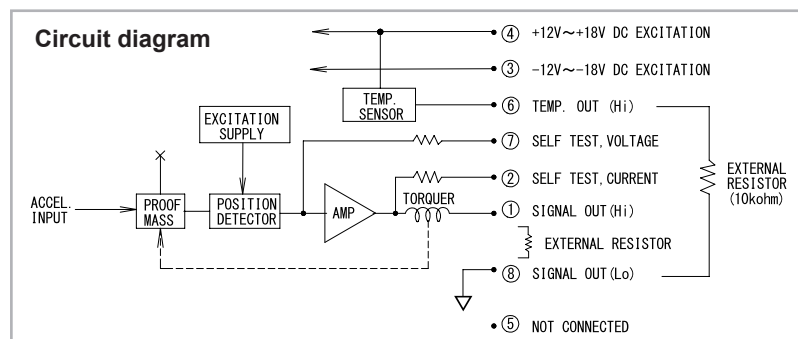 Circuit diagram
④ +12V～+18V DC EXCITATION
③ −12V～−18V DC EXCITATION
TEMP.
SENSOR
⑥ TEMP. OUT (Hi)
EXCITATION
SUPPLY
⑦ SELF TEST, VOLTAGE
② SELF TEST, CURRENT
EXTERNAL
RESISTOR
(10kohm)
ACCEL.
INPUT
PROOF
MASS
POSITION
DETECTOR
AMP
TORQUER
① SIGNAL OUT(Hi)
EXTERNAL RESISTOR
⑧ SIGNAL OUT(Lo)
⑤ NOT CONNECTED